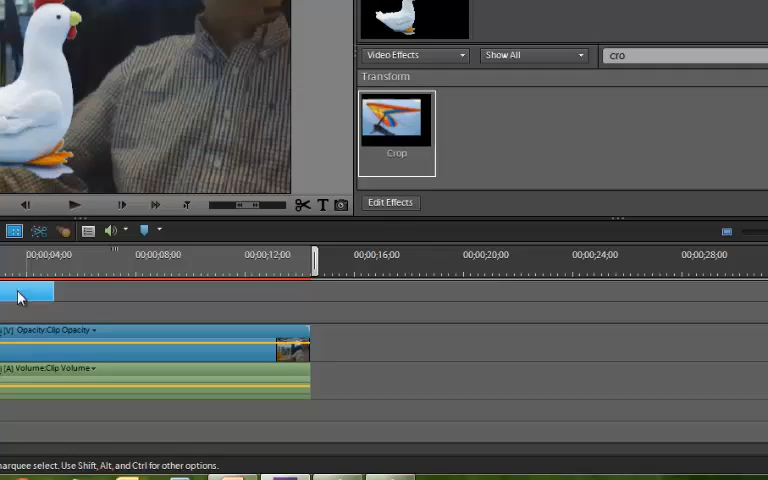 Video Effects
Show All
cro
Transform
Crop
Edit Effects
T
00;00;04;00
00;00;08;00
00;00;12;00
00;00;16;00
00;00;20;00
00;00;24;00
00;00;28;00
[V] Opacity:Clip Opacity
[A] Volume:Clip Volume
marquee select. Use Shift, Alt, and Ctrl for other options.